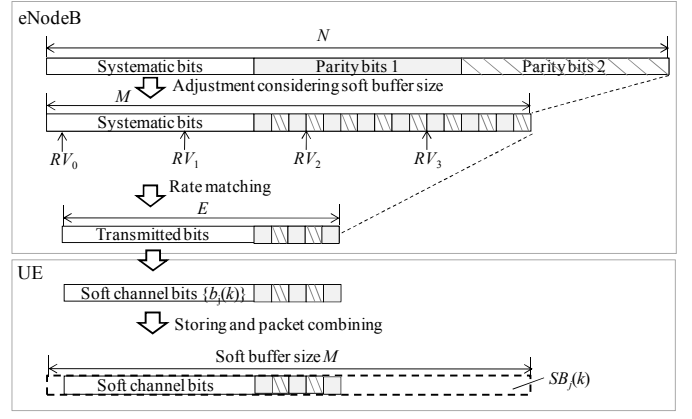 eNodeB
N
Systematic bits Parity bits 1 Parity bits 2
Adjustment considering soft buffer size
M
Systematic bits
RV0 RV1 RV2 RV3
Rate matching
E
Transmitted bits
UE
Soft channel bits {bj(k)}
Storing and packet combining
Soft buffer size M
Soft channel bits
SBj(k)